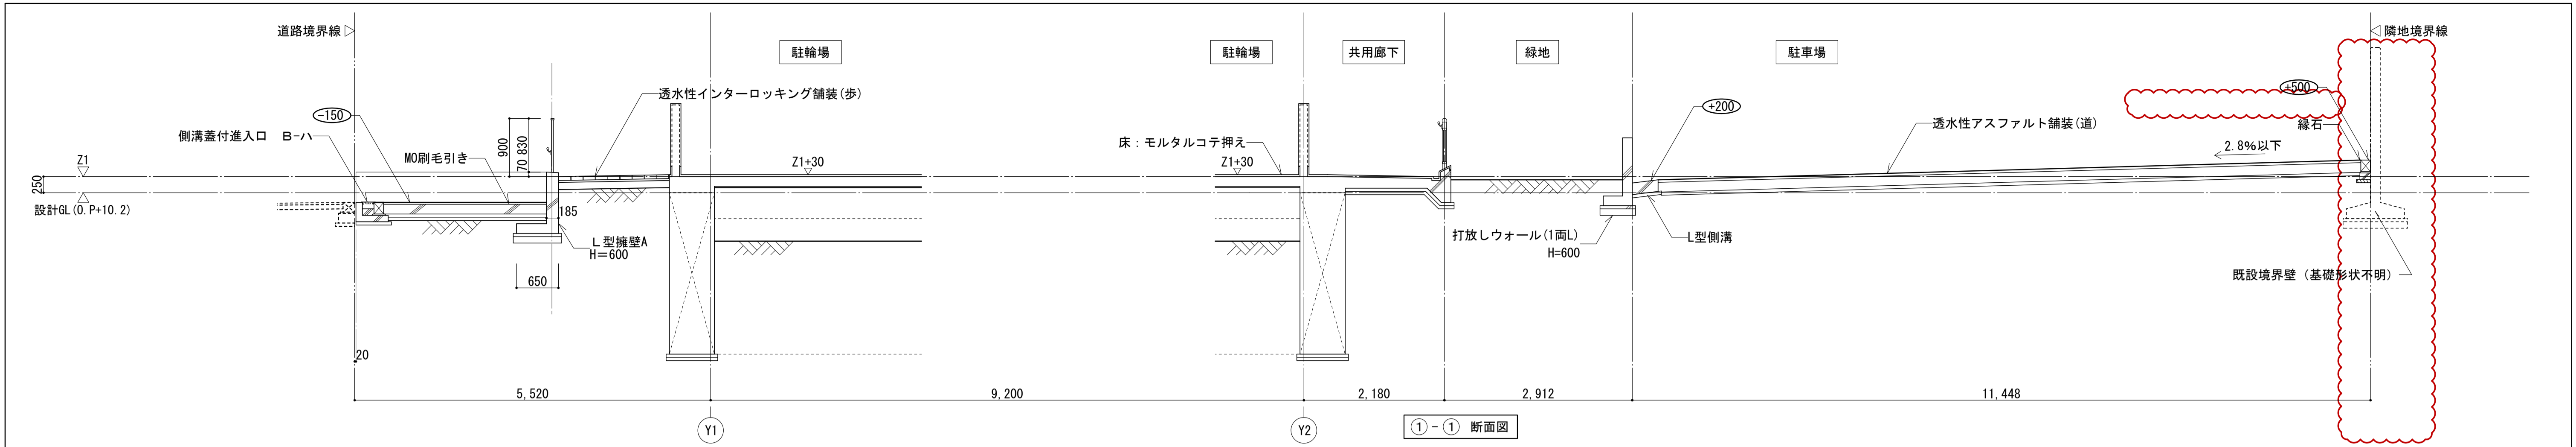 道路境界線
隣地境界線
駐輪場
駐輪場
共用廊下
緑地
駐車場
透水性インターロッキング舗装(歩)
-150
+200
+500
側溝蓋付進入口 B-ハ
900
70 830
床：モルタルコテ押え
透水性アスファルト舗装(道)
縁石
2.8%以下
MO刷毛引き
Z1
Z1+30
Z1+30
250
設計GL(O.P+10.2)
185
L型擁壁A
H=600
打放しウォール(1両L)
H=600
L型側溝
既設境界壁（基礎形状不明）
650
20
5,520
9,200
2,180
2,912
11,448
Y1
Y2
①-① 断面図